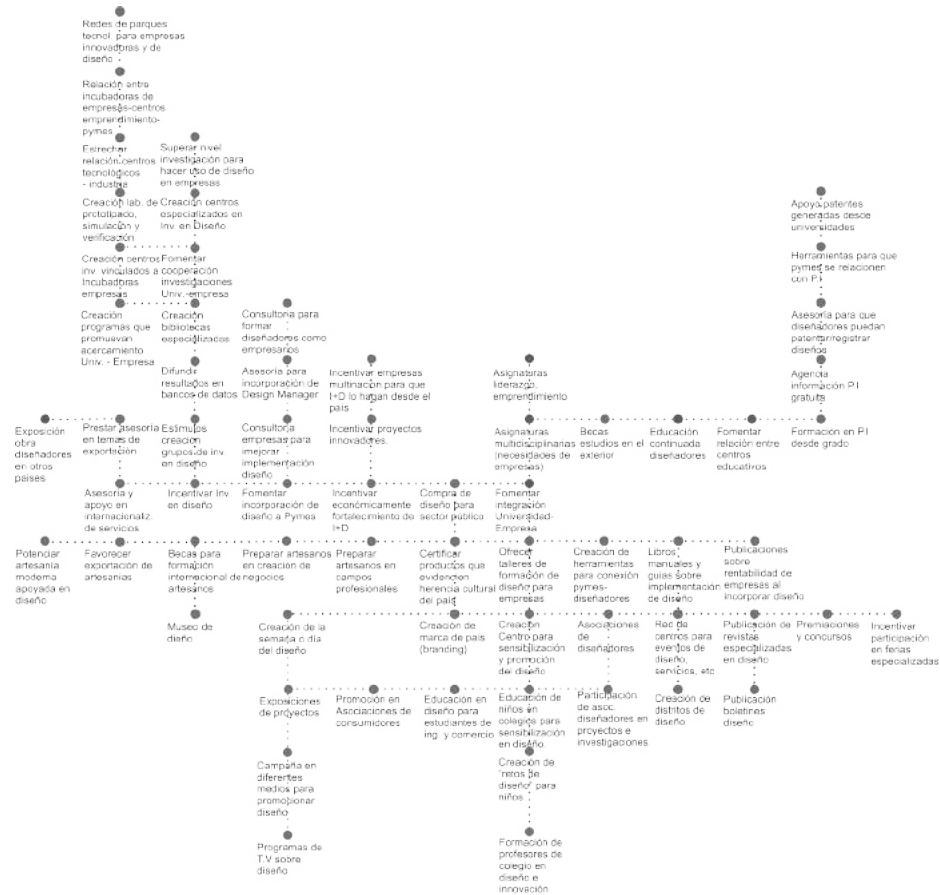 Redes de parques
tecnol. para empresas
innovadoras y de
diseño
Relación entre
incubadoras de
empresas-centros
emprendimiento-
pymes
Estrechar
relación centros
tecnológicos
- industria
Superar nivel
investigación para
hacer uso de diseño
en empresas
Creación lab. de
prototipado,
simulación y
verificación
Creación centros
especializados en
Inv. en Diseño
Apoyo patentes
generadas desde
universidades
Creación centros
inv. vinculados a
Incubadoras
empresas
Fomentar
cooperación
investigaciones
Univ.-empresa
Herramientas para que
pymes se relacionen
con P.I
Creación
programas que
promuevan
acercamiento
Univ. - Empresa
Creación
bibliotecas
especializadas
Consultoría para
formar
diseñadores como
empresarios
Asesoría para que
diseñadores puedan
patentar/registrar
diseños
Difundir
resultados en
bancos de datos
Asesoría para
incorporación de
Design Manager
Incentivar empresas
multinación para que
I+D lo hagan desde el
país
Asignaturas
liderazgo,
emprendimiento
Agencia
información P.I
gratuita
Exposición
obra
diseñadores
en otros
países
Prestar asesoría
en temas de
exportación
Estímulos
creación
grupos de inv.
en diseño
Consultoría
empresas para
imejorar
implementación
diseño
Incentivar proyectos
innovadores.
Asignaturas
multidisciplinarias
(necesidades de
empresas)
Becas
estudios en el
exterior
Educación
continuada
diseñadores
Fomentar
relación entre
centros
educativos
Formación en P.I
desde grado
Asesoría y
apoyo en
internacionaliz.
de servicios
Incentivar Inv
en diseño
Fomentar
incorporación de
diseño a Pymes
Incentivar
económicamente
fortalecimiento de
I+D
Compra de
diseño para
sector público
Fomentar
integración
Universidad-
Empresa
Potenciar
artesanía
moderna
apoyada en
diseño
Favorecer
exportación de
artesanías
Becas para
formación
internacional de
artesanos
Preparar artesanos
en creación de
negocios
Preparar
artesanos en
campos
profesionales
Certificar
productos que
evidencien
herencia cultural
del país
Ofrecer
talleres de
formación de
diseño para
empresas
Creación de
herramientas
para conexión
pymes-
diseñadores
Libros
manuales y
guías sobre
implementación
de diseño
Publicaciones
sobre
rentabilidad de
empresas al
incorporar diseño
Museo de
dieño
Creación de la
semana o día
del diseño
Creación de
marca de país
(branding)
Creación
Centro para
sensibilización
y promoción
del diseño
Asociaciones
de
diseñadores
Red de
centros para
eventos de
diseño,
servicios, etc
Publicación de
revistas
especializadas
en diseño
Premiaciones
y concursos
Incentivar
participación
en ferias
especializadas
Exposiciones
de proyectos
Promoción en
Asociaciones de
consumidores
Educación en
diseño para
estudiantes de
ing. y comercio
Educación de
niños en
colegios para
sensibilización
en diseño.
Participación
de asoc.
diseñadores en
proyectos e
investigaciones
Creación de
distritos de
diseño
Publicación
boletines
diseño
Campaña en
diferentes
medios para
promocionar
diseño
Creación de
"retos de
diseño" para
niños
Programas de
T.V sobre
diseño
Formación de
profesores de
colegio en
diseño e
innovación